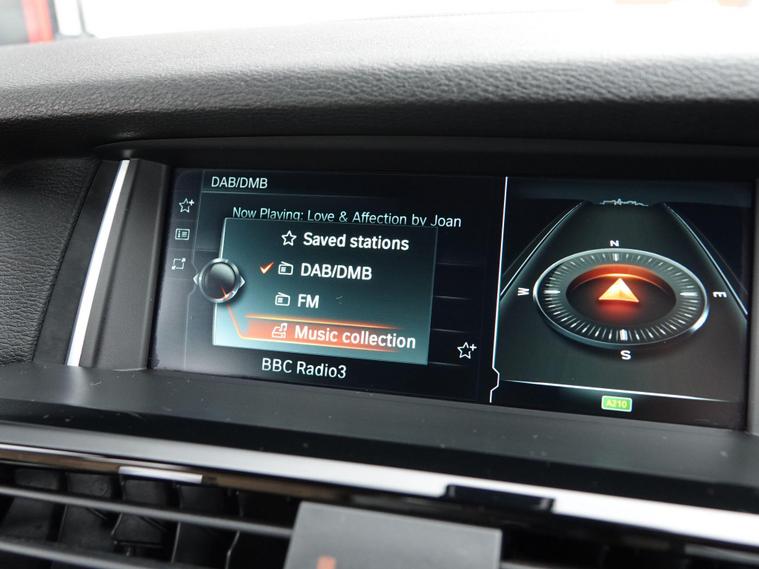 DAB/DMB
Now Playing: Love & Affection by Joan
Saved stations
DAB/DMB
FM
Music collection
BBC Radio3
N
W
E
S
A210